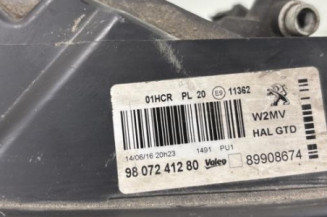 01HCR PL 20 E9 11362
W2MV
HAL GTD
14/06/16 20h23 1491 PU1
98 072 412 80 Valeo 89908674